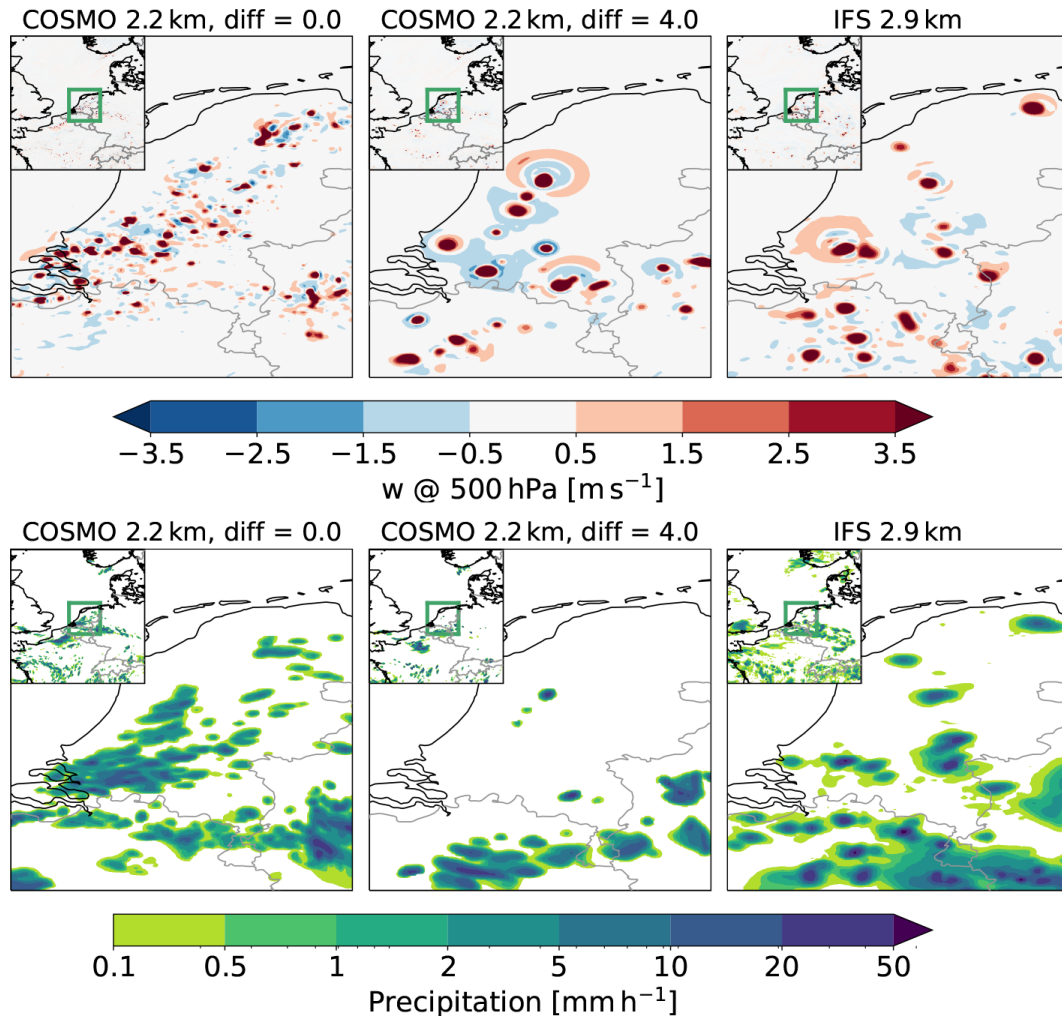 COSMO 2.2 km, diff = 0.0
COSMO 2.2 km, diff = 4.0
IFS 2.9 km
−3.5 −2.5 −1.5 −0.5 0.5 1.5 2.5 3.5
w @ 500 hPa [m s⁻¹]
COSMO 2.2 km, diff = 0.0
COSMO 2.2 km, diff = 4.0
IFS 2.9 km
0.1 0.5 1 2 5 10 20 50
Precipitation [mm h⁻¹]